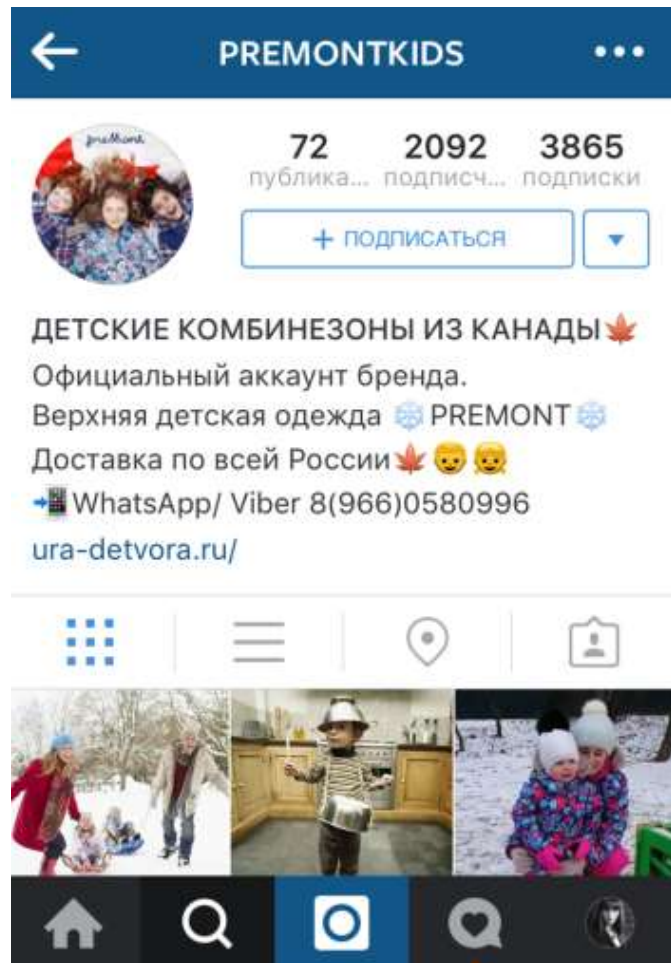 PREMONTKIDS
preMont
72 2092 3865
публика... подписч... подписки
+ ПОДПИСАТЬСЯ
ДЕТСКИЕ КОМБИНЕЗОНЫ ИЗ КАНАДЫ🍁
Официальный аккаунт бренда.
Верхняя детская одежда ❄️PREMONT❄️
Доставка по всей России🍁👦👧
📲WhatsApp/ Viber 8(966)0580996
ura-detvora.ru/